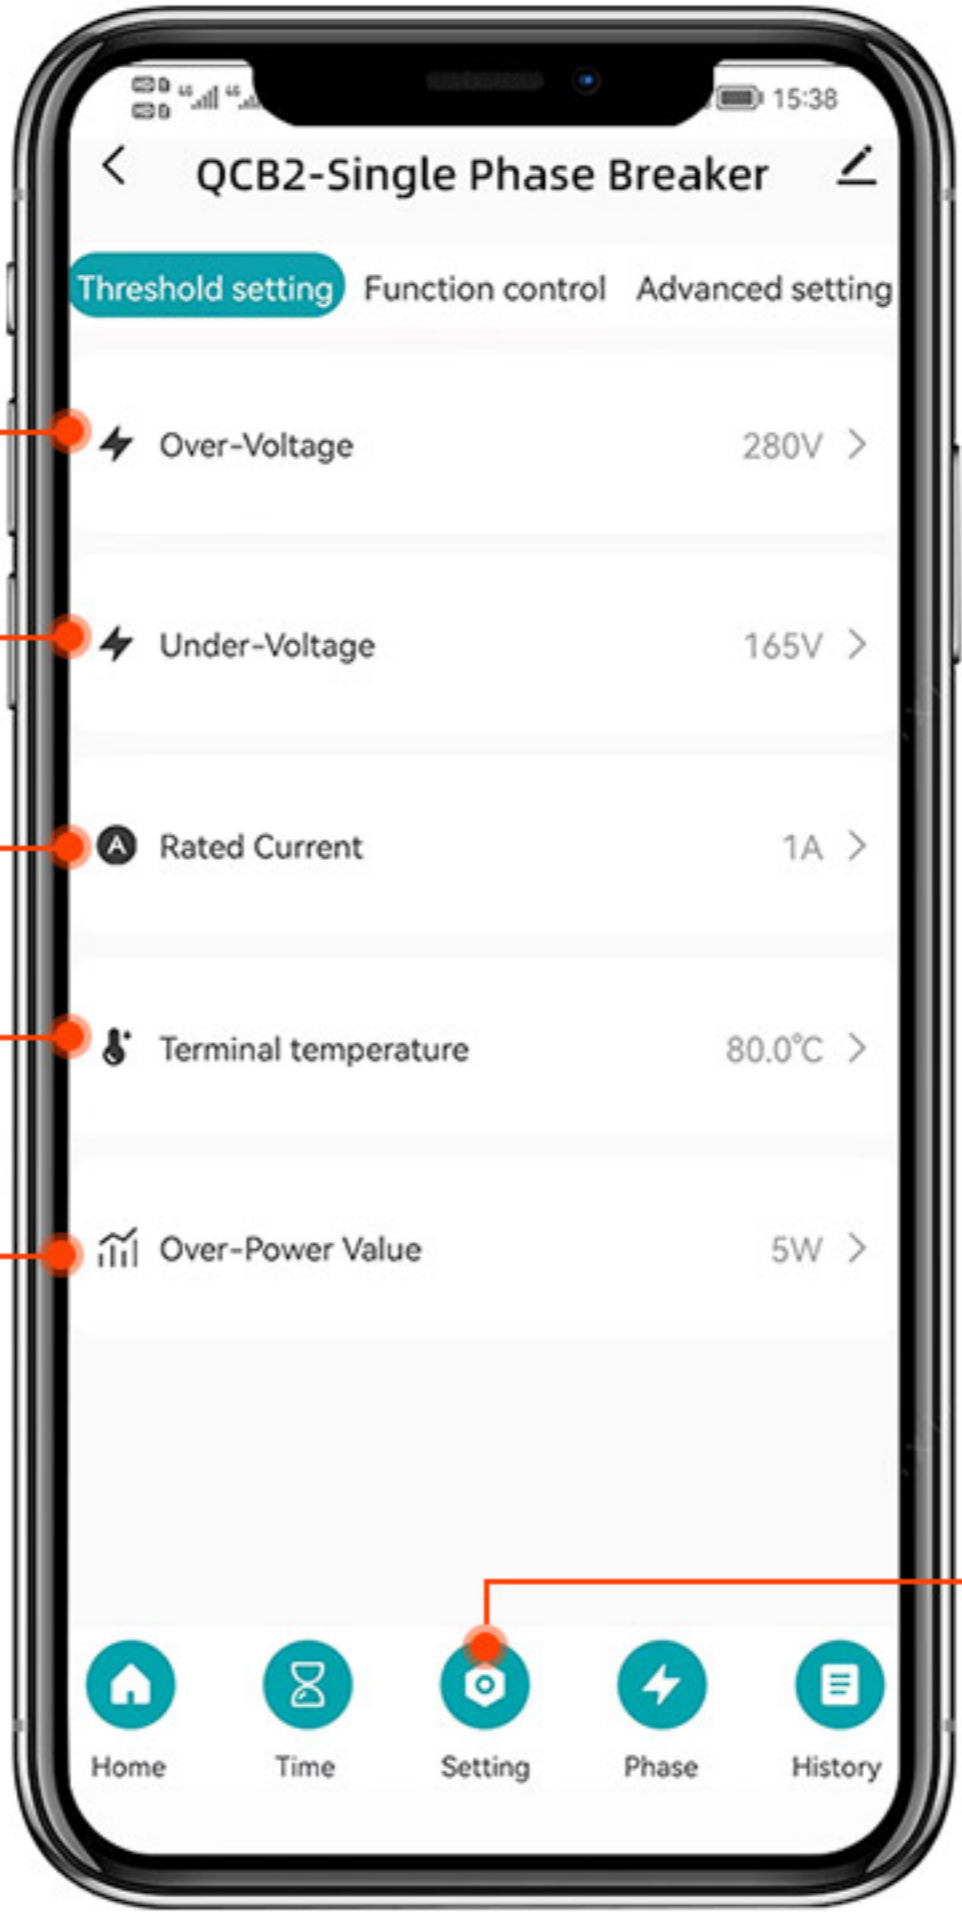 15:38
QCB2-Single Phase Breaker
Threshold setting Function control Advanced setting
Over-Voltage 280V
Under-Voltage 165V
A Rated Current 1A
Terminal temperature 80.0°C
Over-Power Value 5W
Home Time Setting Phase History